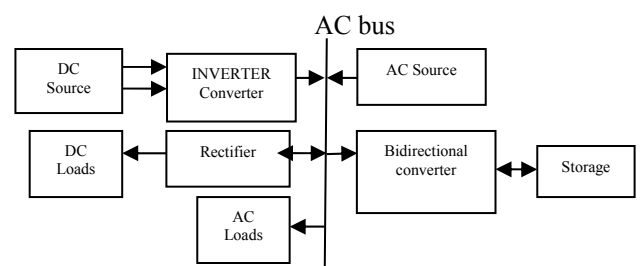 AC bus
DC
Source
INVERTER
Converter
AC Source
DC
Loads
Rectifier
Bidirectional
converter
Storage
AC
Loads